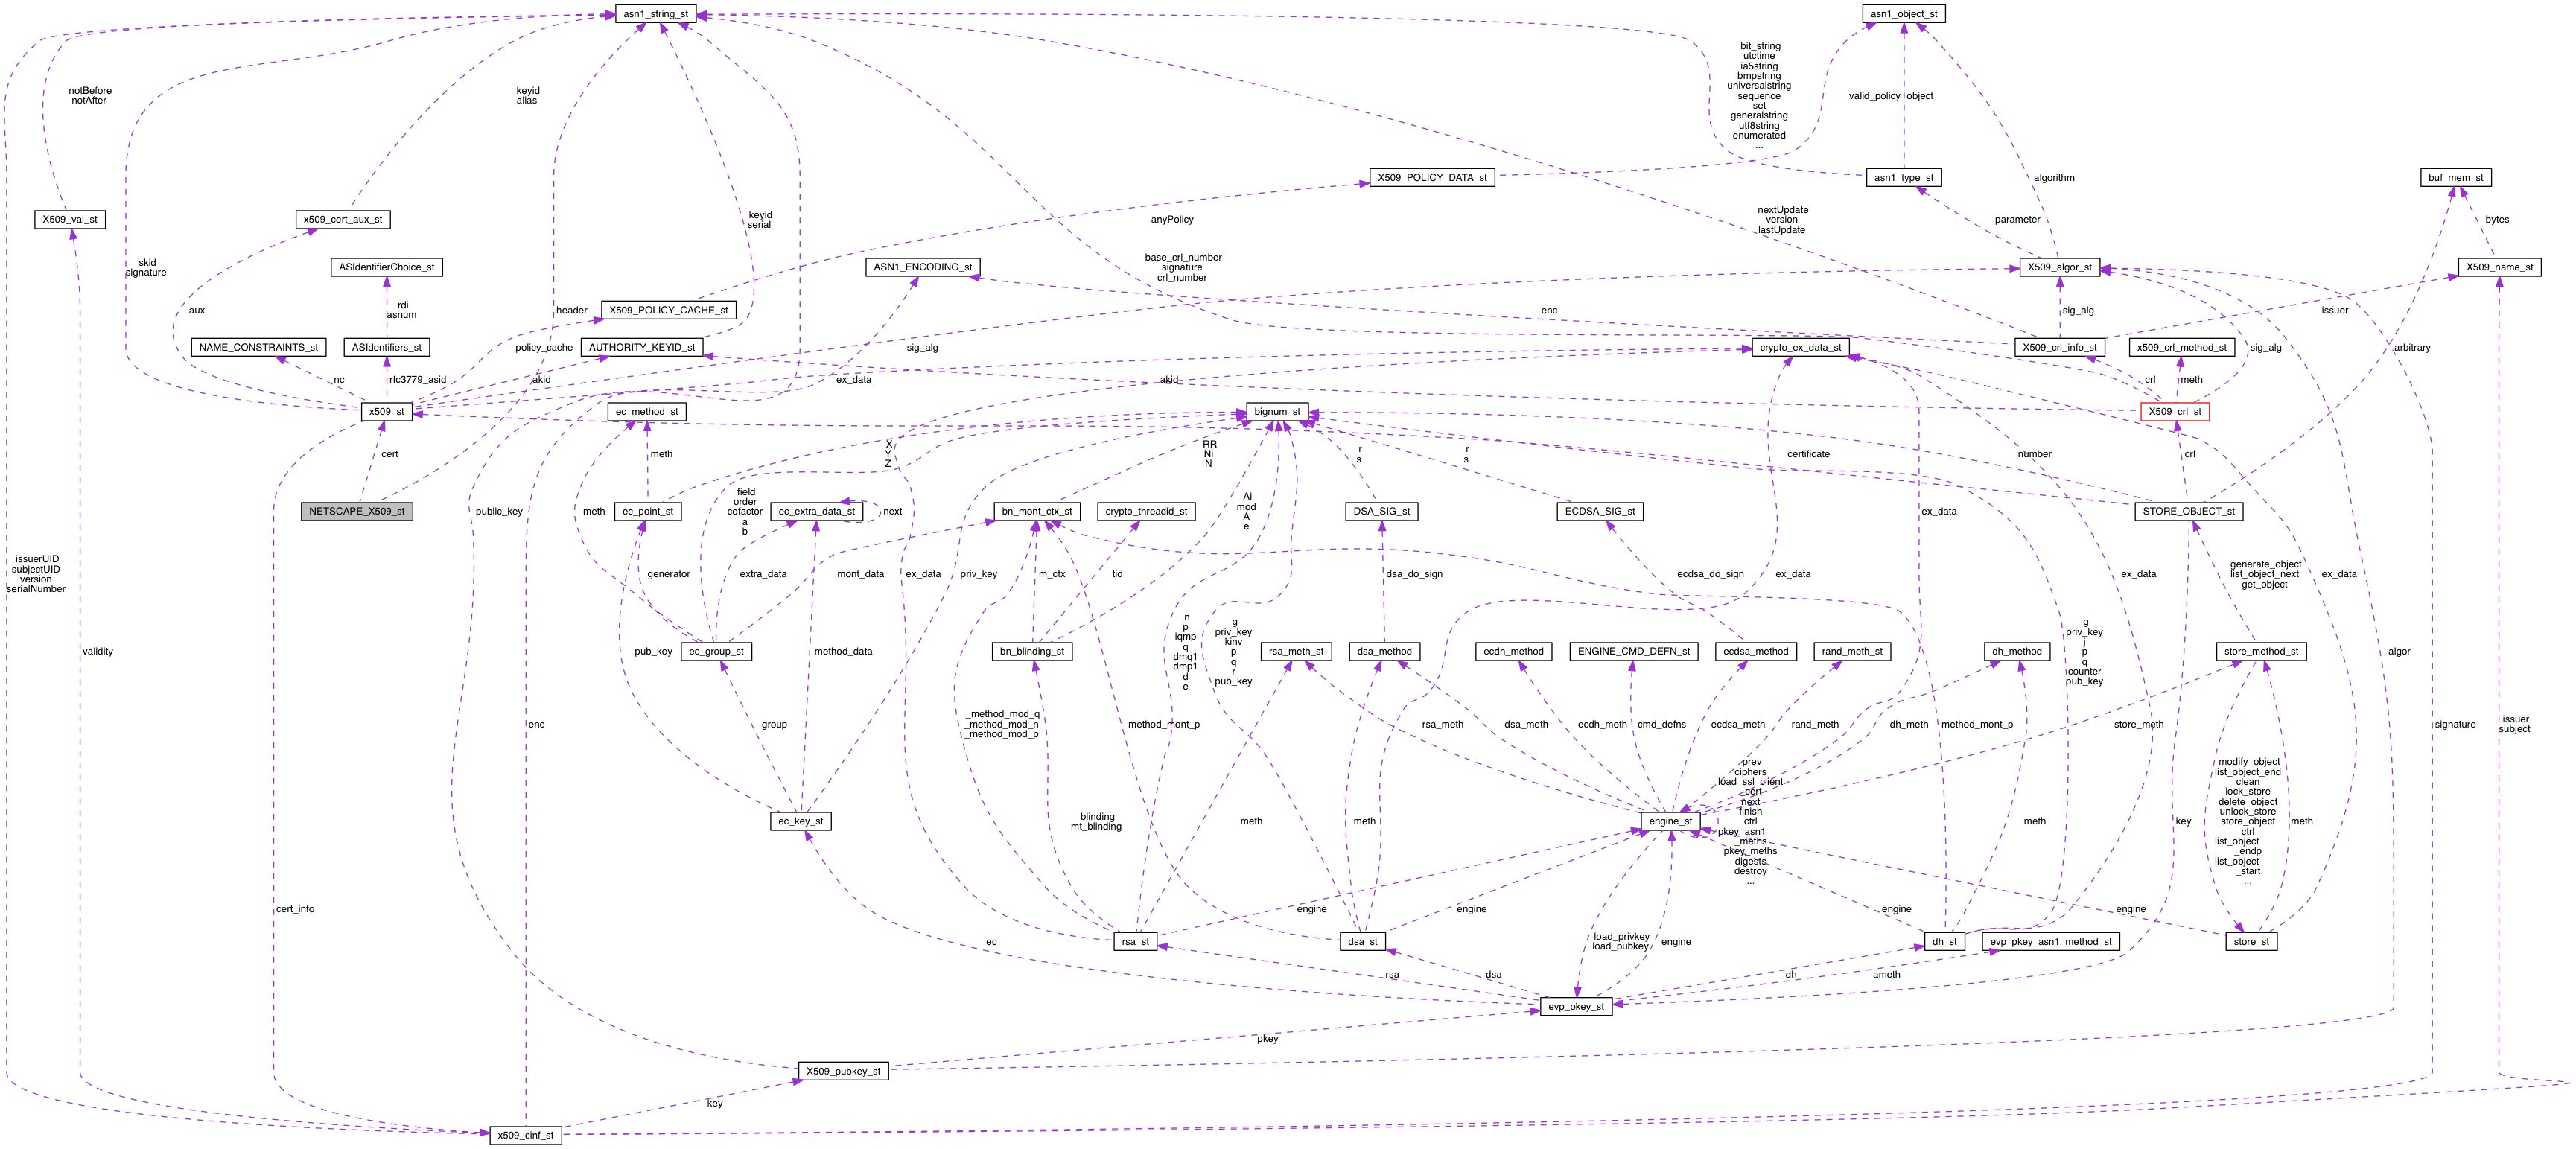 asn1_string_st
asn1_object_st
bit_string
utctime
ia5string
bmpstring
universalstring
sequence
set
generalstring
utf8string
enumerated
...
notBefore
notAfter
keyid
alias
valid_policy
object
X509_POLICY_DATA_st
asn1_type_st
algorithm
buf_mem_st
X509_val_st
x509_cert_aux_st
keyid
serial
anyPolicy
nextUpdate
version
lastUpdate
parameter
bytes
skid
signature
ASIdentifierChoice_st
ASN1_ENCODING_st
base_crl_number
signature
crl_number
X509_algor_st
X509_name_st
aux
rdi
asnum
X509_POLICY_CACHE_st
header
enc
sig_alg
issuer
NAME_CONSTRAINTS_st
ASIdentifiers_st
policy_cache
AUTHORITY_KEYID_st
sig_alg
crypto_ex_data_st
X509_crl_info_st
x509_crl_method_st
sig_alg
arbitrary
nc
rfc3779_asid
akid
ex_data
akid
crl
meth
x509_st
ec_method_st
bignum_st
X509_crl_st
cert
meth
X
Y
Z
RR
Ni
N
r
s
r
s
certificate
number
crl
NETSCAPE_X509_st
public_key
meth
ec_point_st
field
order
cofactor
a
b
ec_extra_data_st
next
bn_mont_ctx_st
crypto_threadid_st
Ai
mod
A
e
DSA_SIG_st
ECDSA_SIG_st
ex_data
STORE_OBJECT_st
issuerUID
subjectUID
version
serialNumber
generator
extra_data
mont_data
ex_data
priv_key
m_ctx
tid
dsa_do_sign
ecdsa_do_sign
ex_data
ex_data
generate_object
list_object_next
get_object
ex_data
validity
pub_key
ec_group_st
method_data
bn_blinding_st
n
p
iqmp
q
dmq1
dmp1
d
e
g
priv_key
kinv
p
q
r
pub_key
rsa_meth_st
dsa_method
ecdh_method
ENGINE_CMD_DEFN_st
ecdsa_method
rand_meth_st
dh_method
g
priv_key
j
p
q
counter
pub_key
store_method_st
algor
enc
group
_method_mod_q
_method_mod_n
_method_mod_p
method_mont_p
rsa_meth
dsa_meth
ecdh_meth
cmd_defns
ecdsa_meth
rand_meth
dh_meth
method_mont_p
store_meth
signature
issuer
subject
ec_key_st
blinding
mt_blinding
meth
meth
engine_st
prev
ciphers
load_ssl_client
_cert
next
finish
ctrl
pkey_asn1
_meths
pkey_meths
digests
destroy
...
meth
key
modify_object
list_object_end
clean
lock_store
delete_object
unlock_store
store_object
ctrl
list_object
_endp
list_object
_start
...
meth
cert_info
engine
engine
engine
engine
ec
rsa_st
dsa_st
load_privkey
load_pubkey
engine
dh_st
evp_pkey_asn1_method_st
store_st
rsa
dsa
dh
ameth
evp_pkey_st
pkey
X509_pubkey_st
key
x509_cinf_st